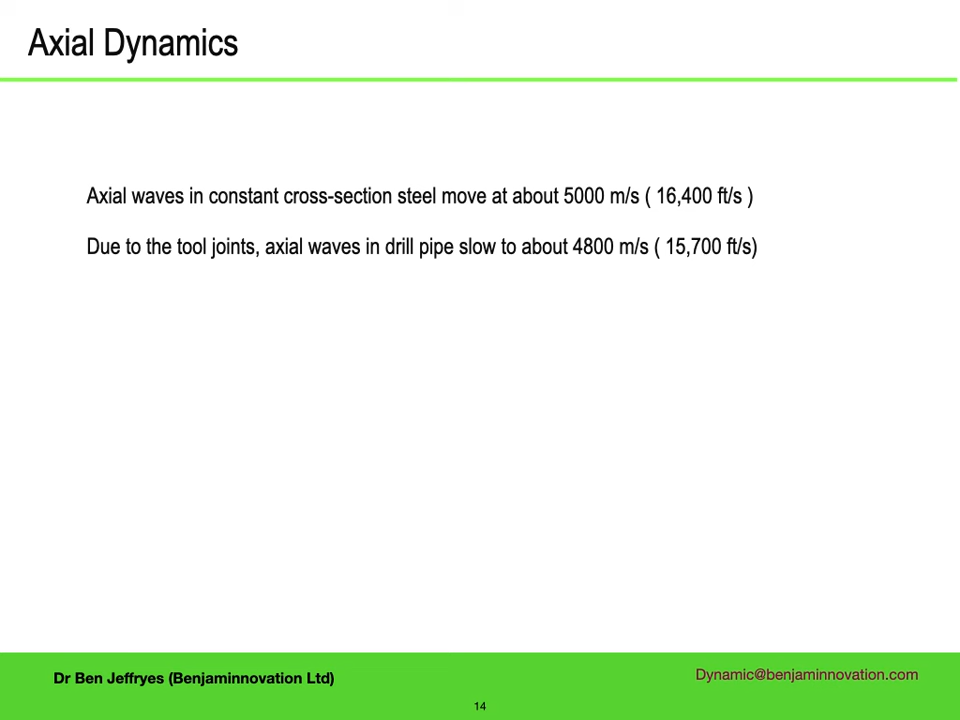 Axial Dynamics
Axial waves in constant cross-section steel move at about 5000 m/s ( 16,400 ft/s )
Due to the tool joints, axial waves in drill pipe slow to about 4800 m/s ( 15,700 ft/s)
Dr Ben Jeffryes (Benjaminnovation Ltd)
Dynamic@benjaminnovation.com
14